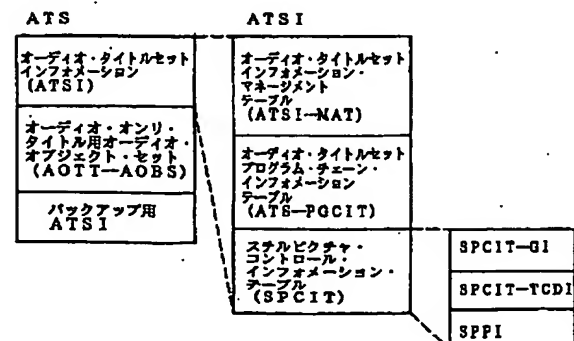 ATS
オーディオ・タイトルセット
インフォメーション
(ATSI)
オーディオ・オンリ・
タイトル用オーディオ・
オブジェクト・セット
(AOTT—AOBS)
バックアップ用
ATSI
ATSI
オーディオ・タイトルセット
インフォメーション・
マネージメント
テーブル
(ATSI—MAT)
オーディオ・タイトルセット
プログラム・チェーン・
インフォメーション
テーブル
(ATS—PGCIT)
スチルピクチャ・
コントロール・
インフォメーション・
テーブル
(SPCIT)
SPCIT—GI
SPCIT—TCDI
SPPI